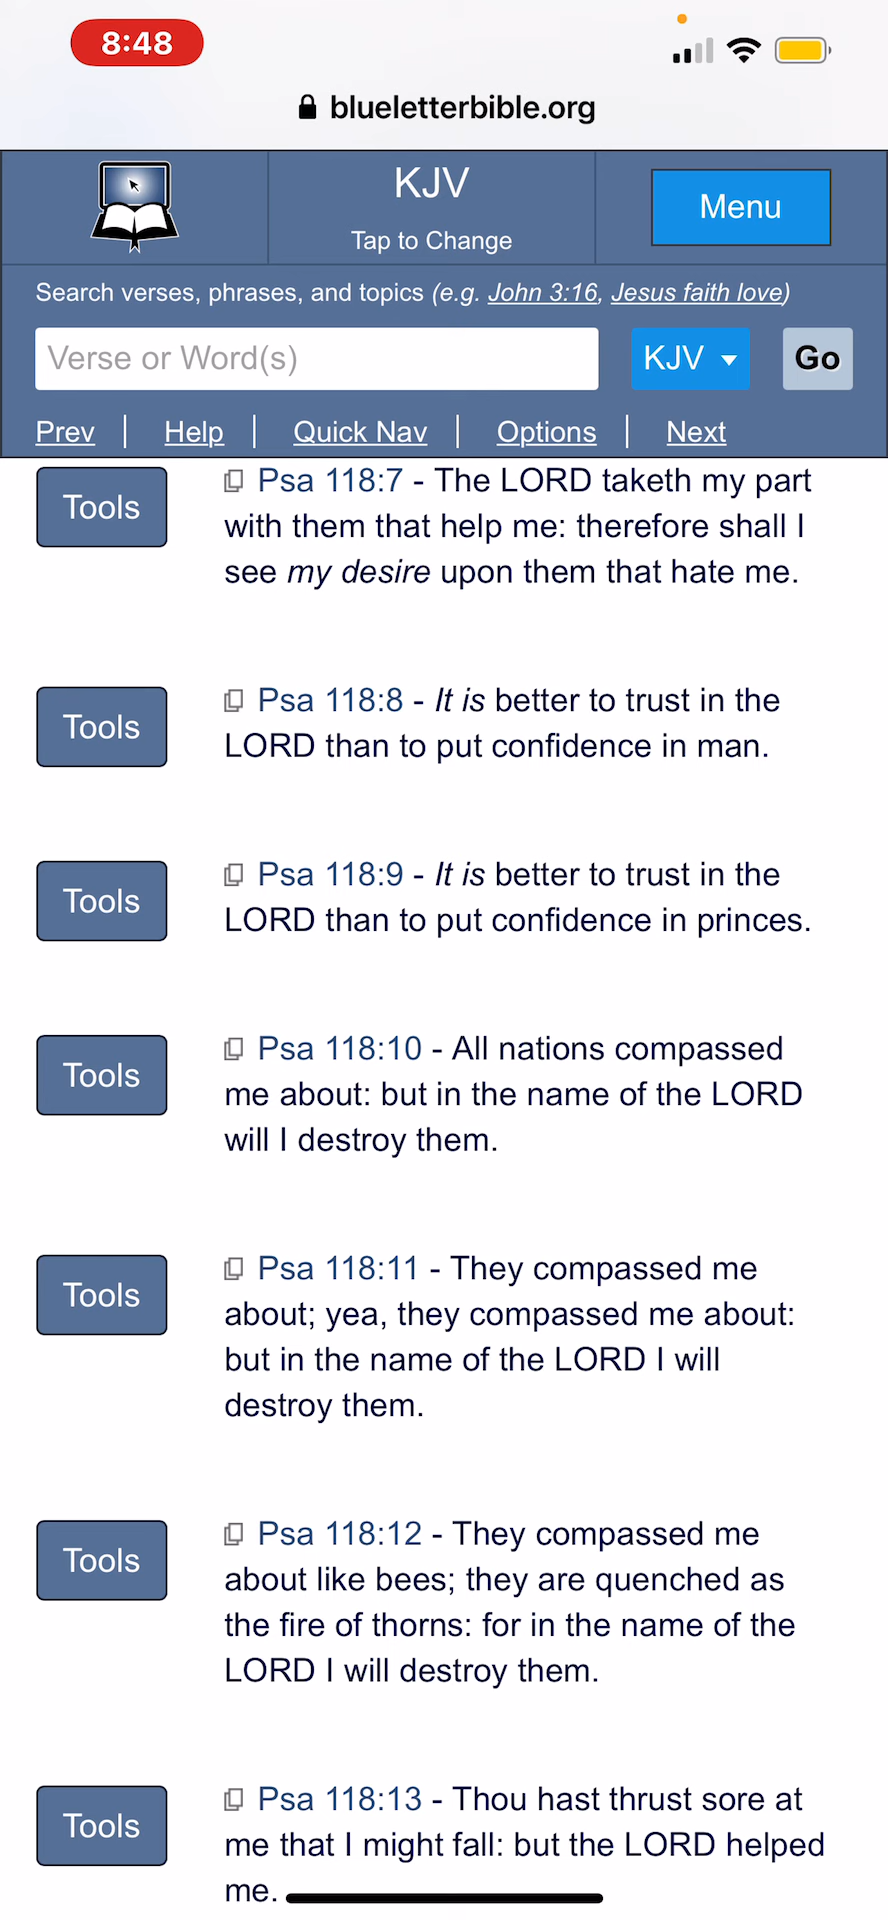 8:48
blueletterbible.org
KJV
Tap to Change
Menu
Search verses, phrases, and topics (e.g. John 3:16, Jesus faith love)
Verse or Word(s)
KJV
Go
Prev | Help | Quick Nav | Options | Next
Tools
Psa 118:7 - The LORD taketh my part
with them that help me: therefore shall I
see my desire upon them that hate me.
Tools
Psa 118:8 - It is better to trust in the
LORD than to put confidence in man.
Tools
Psa 118:9 - It is better to trust in the
LORD than to put confidence in princes.
Tools
Psa 118:10 - All nations compassed
me about: but in the name of the LORD
will I destroy them.
Tools
Psa 118:11 - They compassed me
about; yea, they compassed me about:
but in the name of the LORD I will
destroy them.
Tools
Psa 118:12 - They compassed me
about like bees; they are quenched as
the fire of thorns: for in the name of the
LORD I will destroy them.
Tools
Psa 118:13 - Thou hast thrust sore at
me that I might fall: but the LORD helped
me.